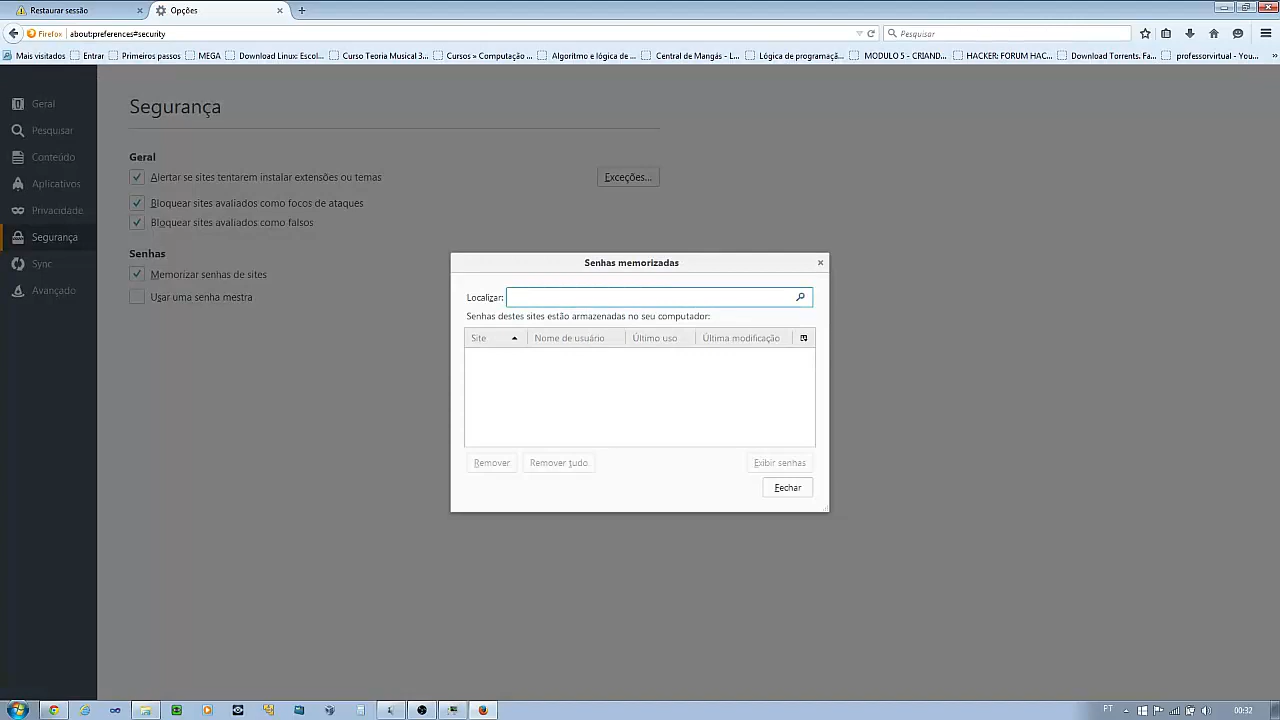 Restaurar sessão
Opções
Firefox
about:preferences#security
Pesquisar
Mais visitados
Entrar
Primeiros passos
MEGA
Download Linux: Escol...
Curso Teoria Musical 3...
Cursos » Computação ...
Algoritmo e lógica de ...
Central de Mangás - L...
Lógica de programaçã...
MODULO 5 - CRIAND...
HACKER: FORUM HAC...
Download Torrents. Fa...
professorvirtual - You...
Geral
Pesquisar
Conteúdo
Aplicativos
Privacidade
Segurança
Sync
Avançado
Segurança
Geral
Alertar se sites tentarem instalar extensões ou temas
Exceções...
Bloquear sites avaliados como focos de ataques
Bloquear sites avaliados como falsos
Senhas
Memorizar senhas de sites
Usar uma senha mestra
Senhas memorizadas
Localizar:
Senhas destes sites estão armazenadas no seu computador:
Site
Nome de usuário
Último uso
Última modificação
Remover
Remover tudo
Exibir senhas
Fechar
PT
00:32